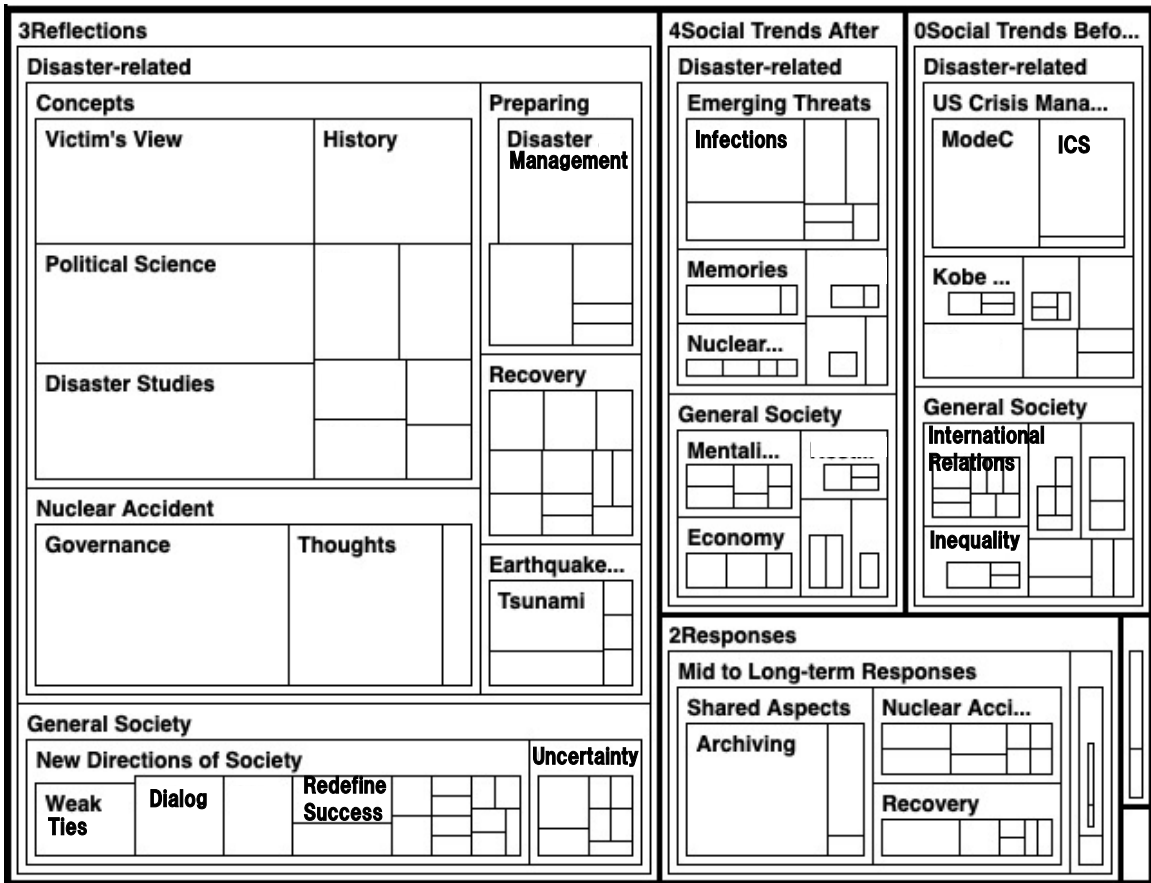 3Reflections
Disaster-related
Concepts
Victim's View
History
Political Science
Disaster Studies
Preparing
Disaster
Management
Recovery
Nuclear Accident
Governance
Thoughts
Earthquake...
Tsunami
General Society
New Directions of Society
Weak
Ties
Dialog
Redefine
Success
Uncertainty
4Social Trends After
Disaster-related
Emerging Threats
Infections
Memories
Nuclear...
General Society
Mentali...
Economy
0Social Trends Befo...
Disaster-related
US Crisis Mana...
ModeC
ICS
Kobe ...
General Society
International
Relations
Inequality
2Responses
Mid to Long-term Responses
Shared Aspects
Archiving
Nuclear Acci...
Recovery